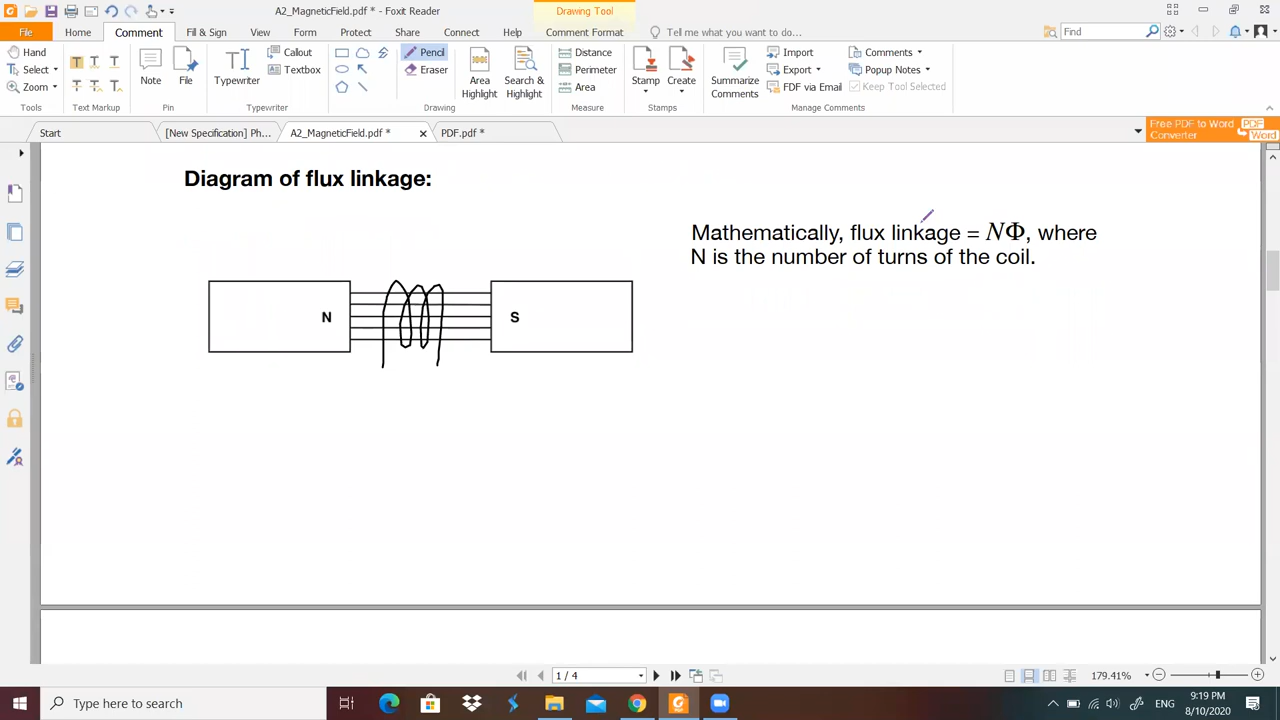 A2_MagneticField.pdf * - Foxit Reader
Drawing Tool
File Home Comment Fill & Sign View Form Protect Share Connect Help Comment Format Tell me what you want to do... Find
Hand
Select
Zoom
Tools
T T T
T T T
Text Markup
Note
File
Pin
Typewriter
Callout
Textbox
Typewriter
Pencil
Eraser
Drawing
Area
Highlight
Search &
Highlight
Distance
Perimeter
Area
Measure
Stamp
Create
Stamps
Summarize
Comments
Import
Export
FDF via Email
Comments
Popup Notes
Keep Tool Selected
Manage Comments
Start
[New Specification] Ph...
A2_MagneticField.pdf *
PDF.pdf *
Free PDF to Word
Converter
PDF
Word
Diagram of flux linkage:
Mathematically, flux linkage = NΦ, where
N is the number of turns of the coil.
N
S
1 / 4
179.41%
Type here to search
ENG
9:19 PM
8/10/2020